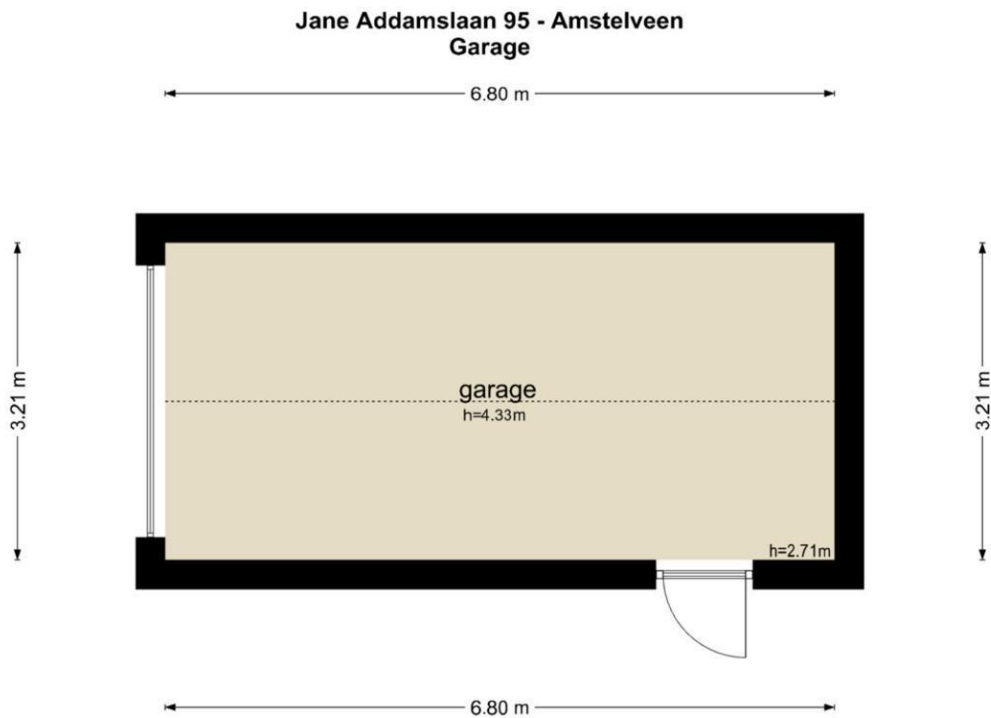 Jane Addamslaan 95 - Amstelveen
Garage
6.80 m
3.21 m
3.21 m
garage
h=4.33m
h=2.71m
6.80 m